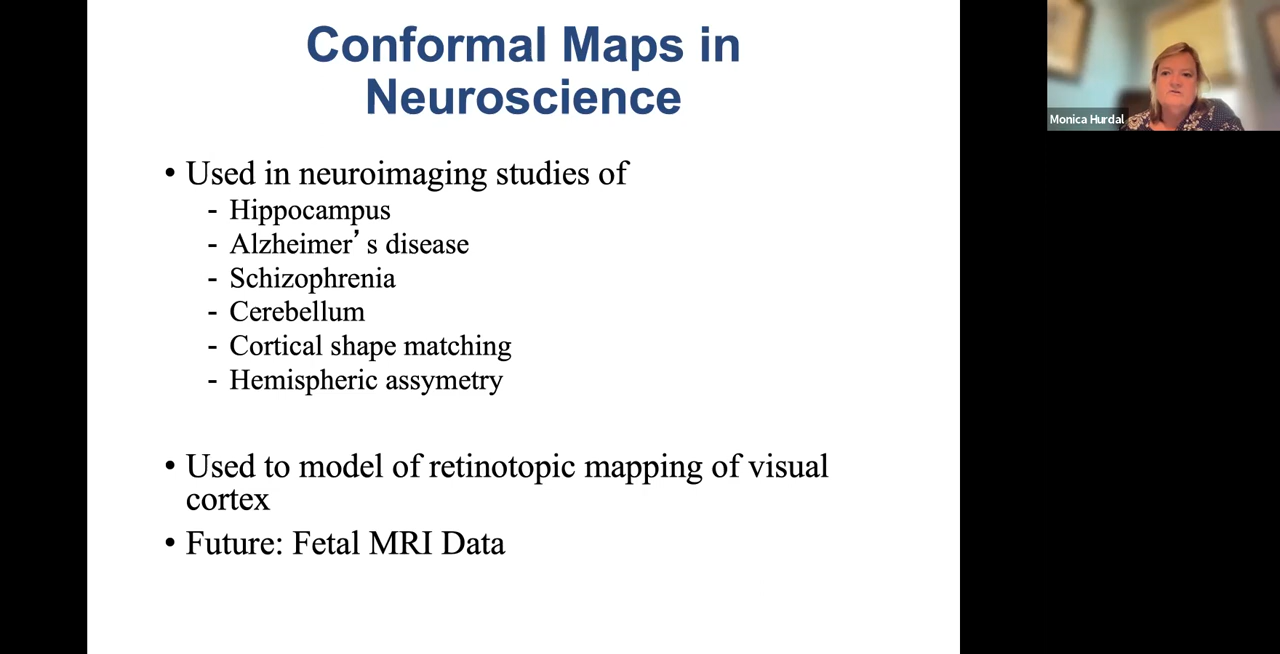 Conformal Maps in
Neuroscience
Monica Hurdal
• Used in neuroimaging studies of
- Hippocampus
- Alzheimer’ s disease
- Schizophrenia
- Cerebellum
- Cortical shape matching
- Hemispheric assymetry
• Used to model of retinotopic mapping of visual
cortex
• Future: Fetal MRI Data